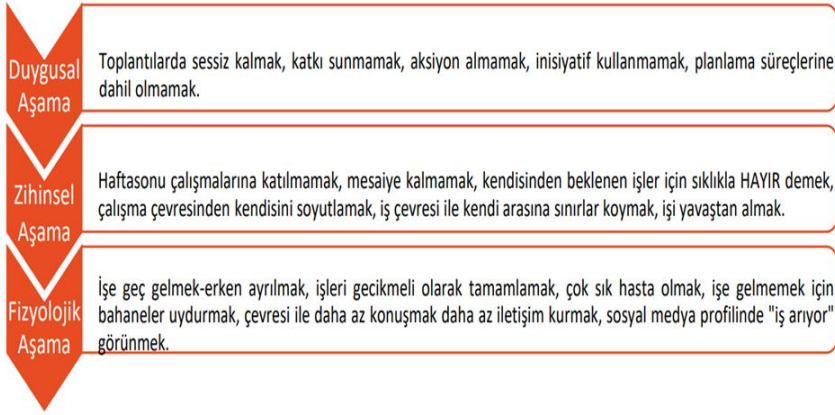 Duygusal
Aşama
Toplantılarda sessiz kalmak, katkı sunmamak, aksiyon almamak, inisiyatif kullanmamak, planlama süreçlerine
dahil olmamak.
Zihinsel
Aşama
Haftasonu çalışmalarına katılmamak, mesaiye kalmamak, kendisinden beklenen işler için sıklıkla HAYIR demek,
çalışma çevresinden kendisini soyutlamak, iş çevresi ile kendi arasına sınırlar koymak, işi yavaştan almak.
Fizyolojik
Aşama
İşe geç gelmek-erken ayrılmak, işleri gecikmeli olarak tamamlamak, çok sık hasta olmak, işe gelmemek için
bahaneler uydurmak, çevresi ile daha az konuşmak daha az iletişim kurmak, sosyal medya profilinde "iş arıyor"
görünmek.